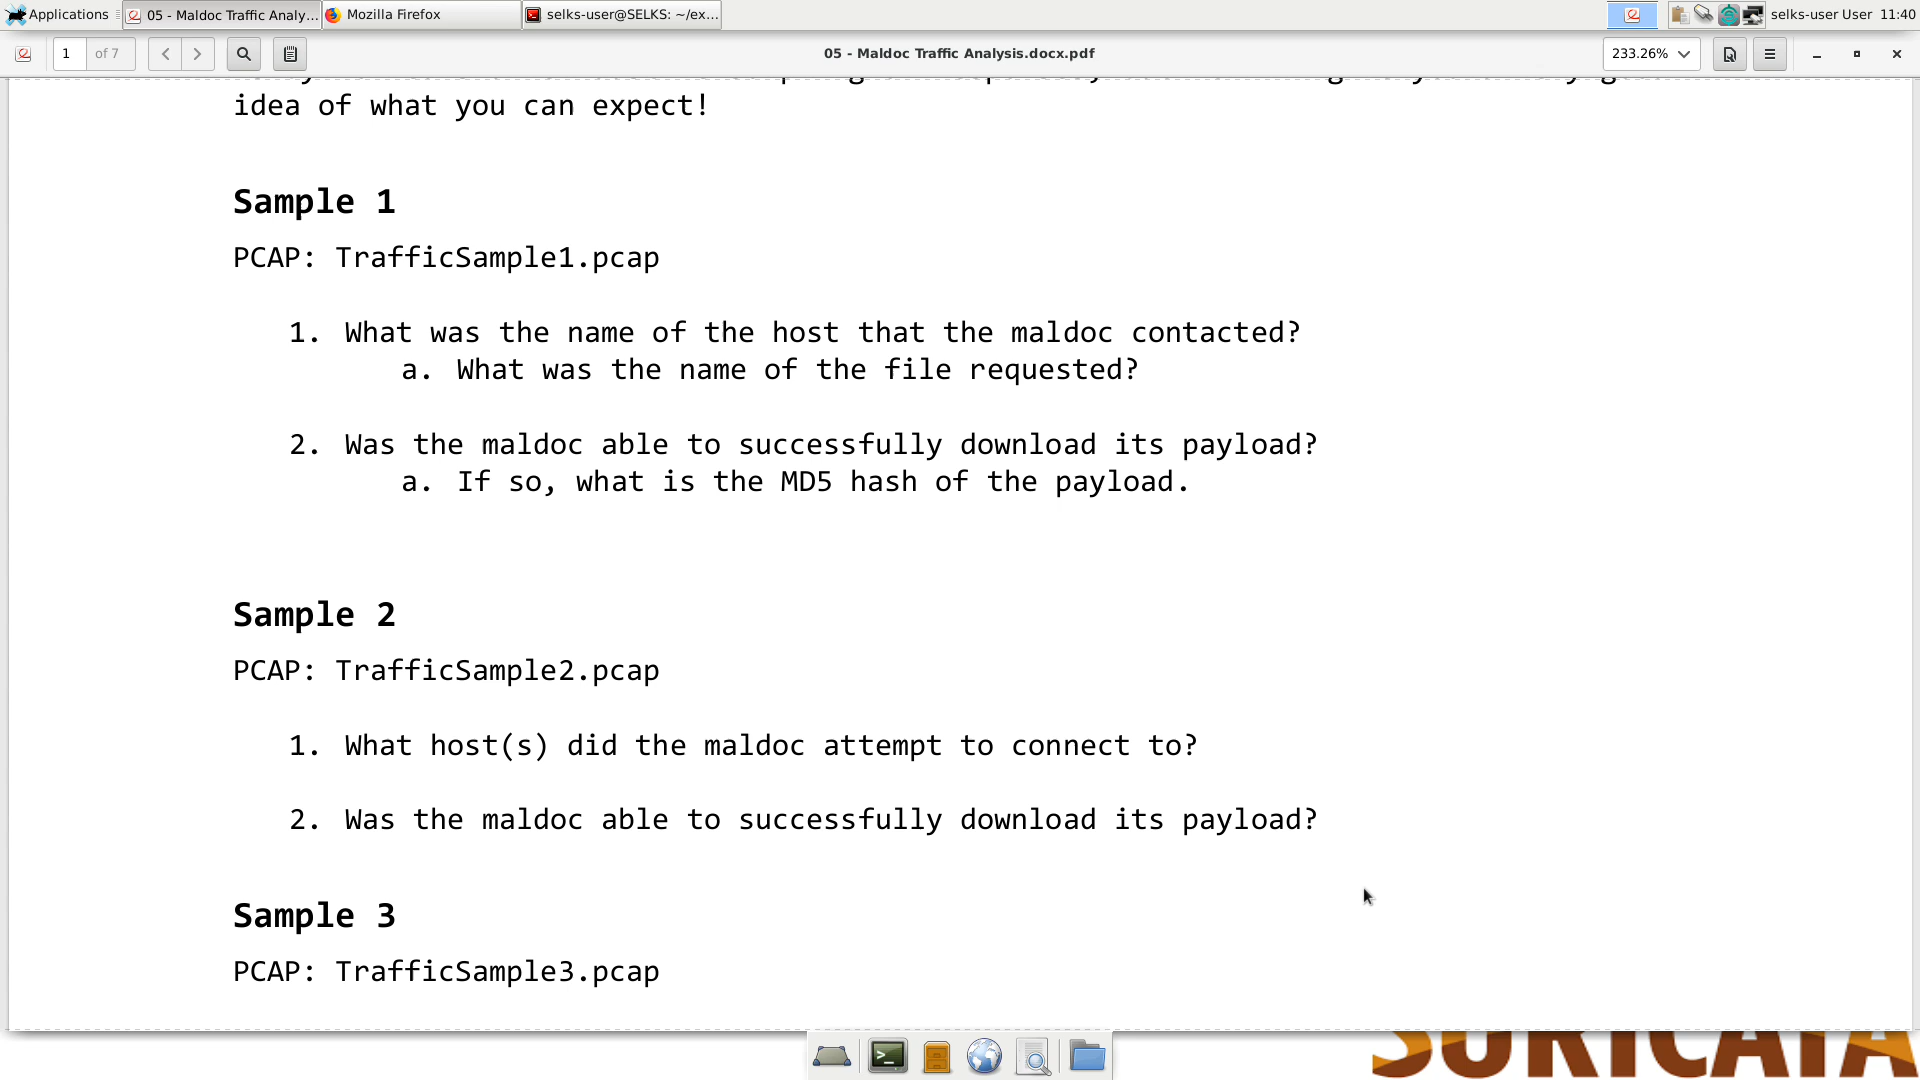 Applications
05 - Maldoc Traffic Analy...
Mozilla Firefox
selks-user@SELKS: ~/ex...
selks-user User
11:40
1
of 7
05 - Maldoc Traffic Analysis.docx.pdf
233.26%
idea of what you can expect!
Sample 1
PCAP: TrafficSample1.pcap
1. What was the name of the host that the maldoc contacted?
a. What was the name of the file requested?
2. Was the maldoc able to successfully download its payload?
a. If so, what is the MD5 hash of the payload.
Sample 2
PCAP: TrafficSample2.pcap
1. What host(s) did the maldoc attempt to connect to?
2. Was the maldoc able to successfully download its payload?
Sample 3
PCAP: TrafficSample3.pcap
SURICATA